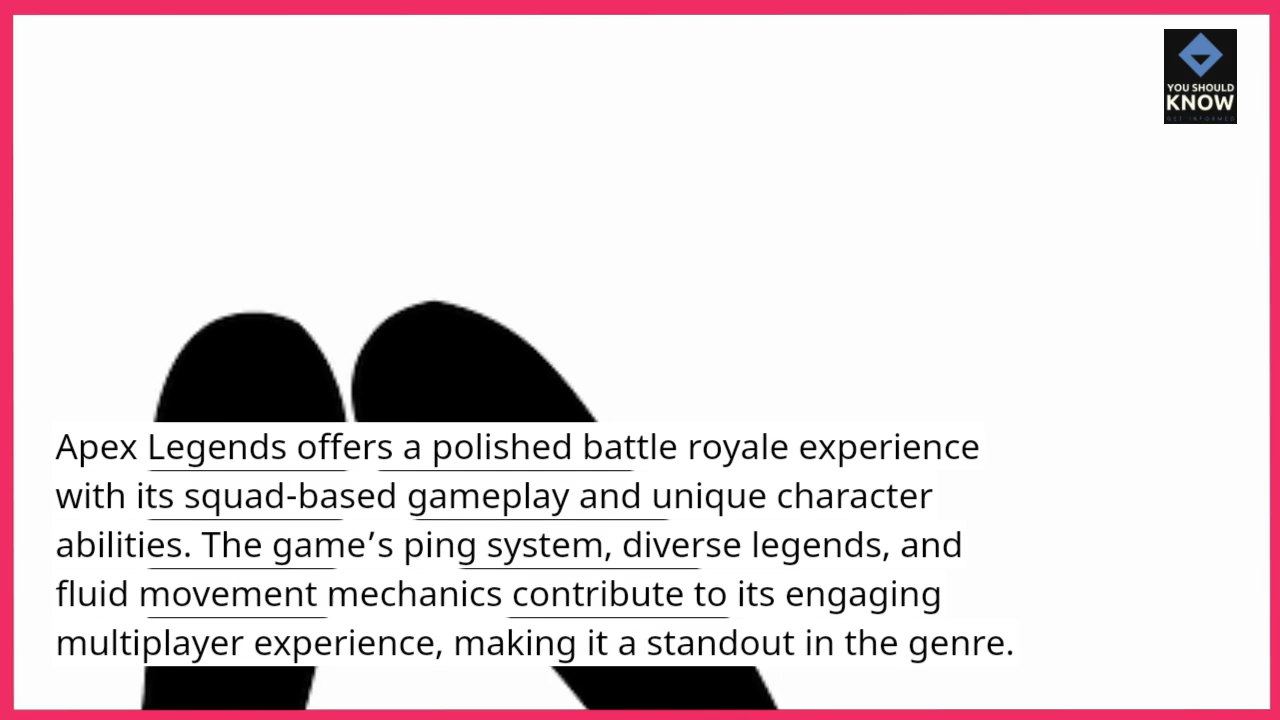 YOU SHOULD
KNOW
GET INFORMED
Apex Legends offers a polished battle royale experience
with its squad-based gameplay and unique character
abilities. The game’s ping system, diverse legends, and
fluid movement mechanics contribute to its engaging
multiplayer experience, making it a standout in the genre.